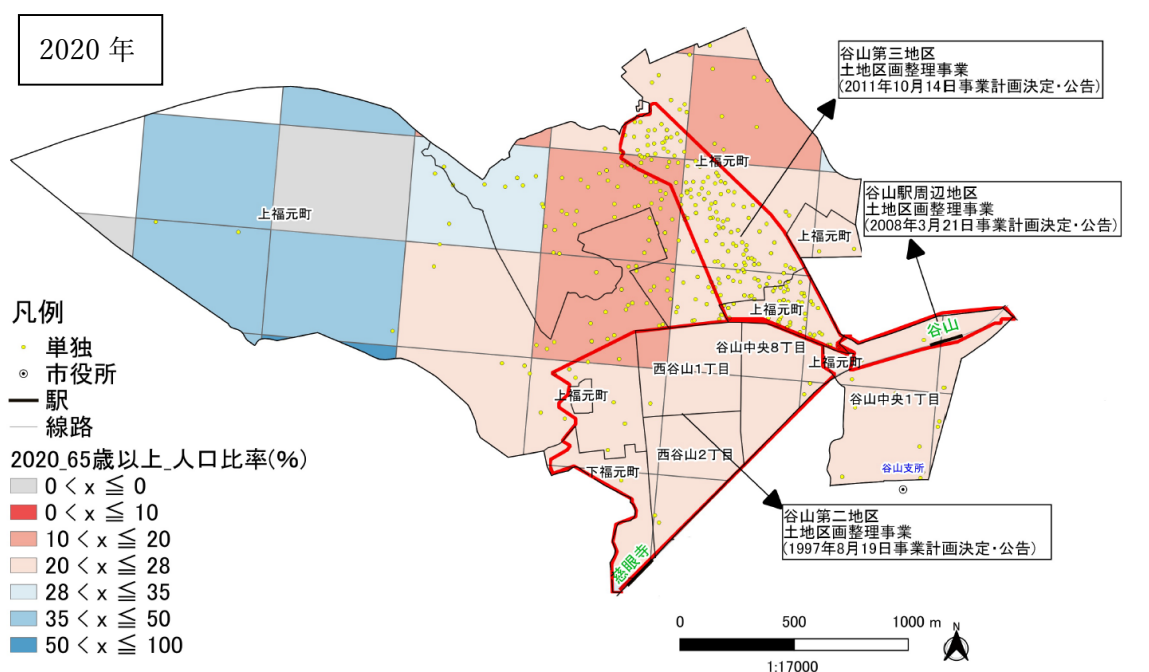 2020 年
谷山第三地区
土地区画整理事業
(2011年10月14日事業計画決定・公告)
上福元町
谷山駅周辺地区
土地区画整理事業
(2008年3月21日事業計画決定・公告)
上福元町
上福元町
上福元町
谷山
谷山中央8丁目
上福元町
西谷山1丁目
上福元町
谷山中央1丁目
西谷山2丁目
下福元町
谷山支所
谷山第二地区
土地区画整理事業
(1997年8月19日事業計画決定・公告)
慈眼寺
凡例
単独
市役所
駅
線路
2020_65歳以上_人口比率(%)
0 < x ≦ 0
0 < x ≦ 10
10 < x ≦ 20
20 < x ≦ 28
28 < x ≦ 35
35 < x ≦ 50
50 < x ≦ 100
0 500 1000 m
N
1:17000